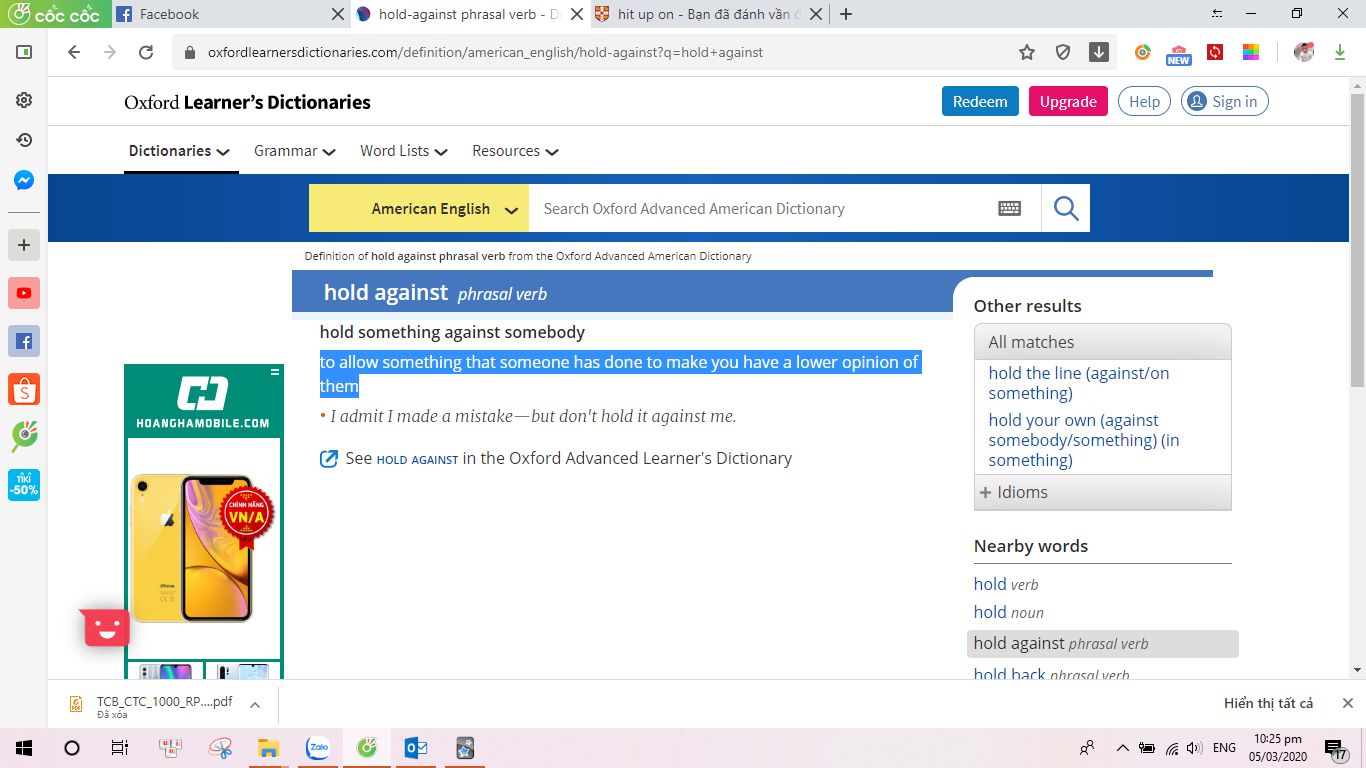 cốc cốc
Facebook
hold-against phrasal verb - D
hit up on - Bạn đã đánh vần đ
oxfordlearnersdictionaries.com/definition/american_english/hold-against?q=hold+against
NEW
Oxford Learner's Dictionaries
Redeem
Upgrade
Help
Sign in
Dictionaries
Grammar
Word Lists
Resources
American English
Search Oxford Advanced American Dictionary
Definition of hold against phrasal verb from the Oxford Advanced American Dictionary
hold against phrasal verb
hold something against somebody
to allow something that someone has done to make you have a lower opinion of
them
• I admit I made a mistake—but don't hold it against me.
See HOLD AGAINST in the Oxford Advanced Learner's Dictionary
Other results
All matches
hold the line (against/on
something)
hold your own (against
somebody/something) (in
something)
+ Idioms
Nearby words
hold verb
hold noun
hold against phrasal verb
hold back phrasal verb
HOANGHAMOBILE.COM
CHÍNH HÃNG
VN/A
iPhone
TIKI
-50%
TCB_CTC_1000_RP....pdf
Đã xóa
Hiển thị tất cả
Zalo
ENG
10:25 pm
05/03/2020
17